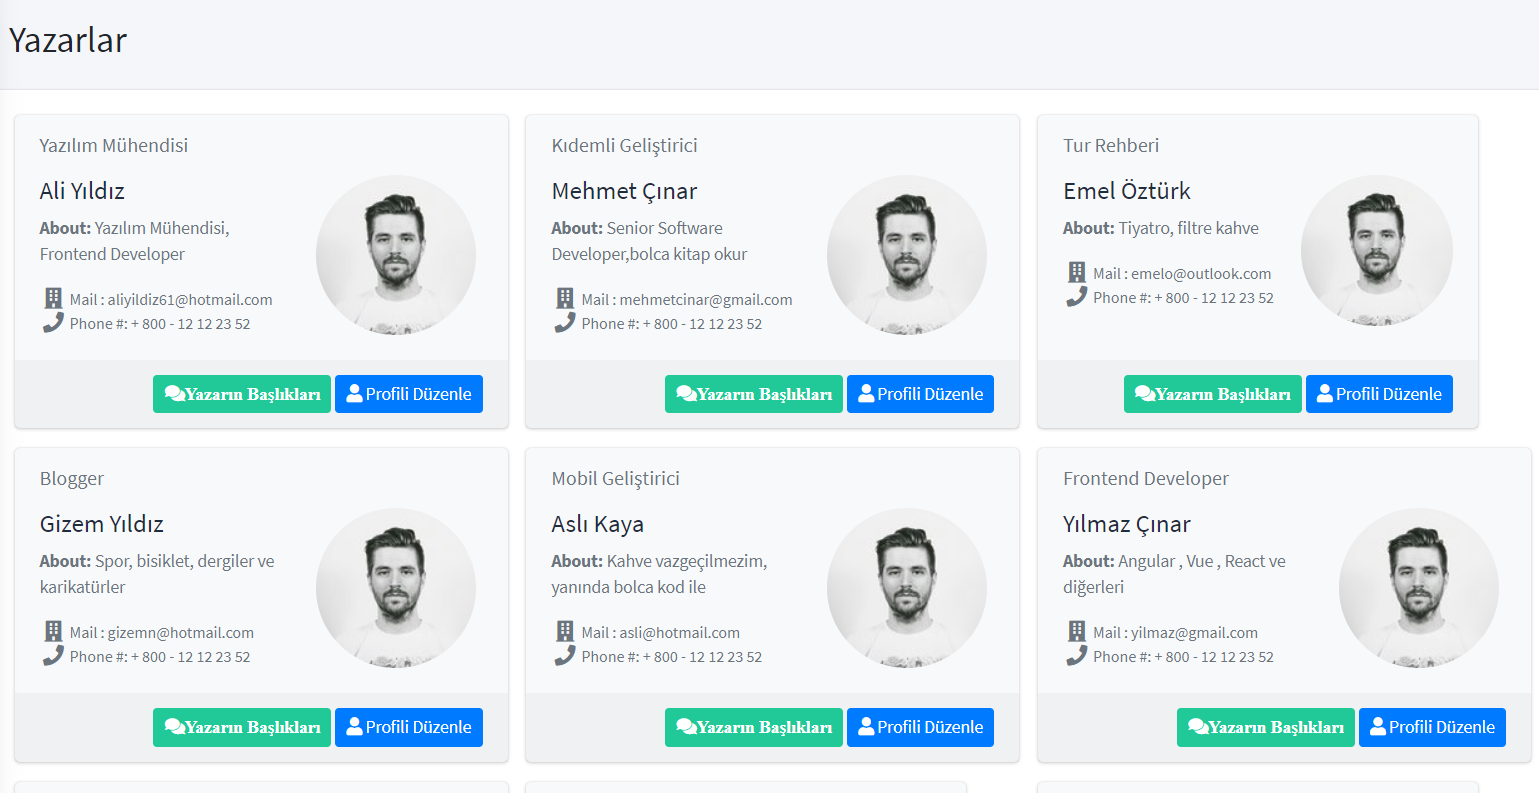 Yazarlar
Yazılım Mühendisi
Ali Yıldız
About: Yazılım Mühendisi,
Frontend Developer
Mail : aliyildiz61@hotmail.com
Phone #: + 800 - 12 12 23 52
Yazarın Başlıkları
Profili Düzenle
Kıdemli Geliştirici
Mehmet Çınar
About: Senior Software
Developer,bolca kitap okur
Mail : mehmetcinar@gmail.com
Phone #: + 800 - 12 12 23 52
Yazarın Başlıkları
Profili Düzenle
Tur Rehberi
Emel Öztürk
About: Tiyatro, filtre kahve
Mail : emelo@outlook.com
Phone #: + 800 - 12 12 23 52
Yazarın Başlıkları
Profili Düzenle
Blogger
Gizem Yıldız
About: Spor, bisiklet, dergiler ve
karikatürler
Mail : gizemn@hotmail.com
Phone #: + 800 - 12 12 23 52
Yazarın Başlıkları
Profili Düzenle
Mobil Geliştirici
Aslı Kaya
About: Kahve vazgeçilmezim,
yanında bolca kod ile
Mail : asli@hotmail.com
Phone #: + 800 - 12 12 23 52
Yazarın Başlıkları
Profili Düzenle
Frontend Developer
Yılmaz Çınar
About: Angular , Vue , React ve
diğerleri
Mail : yilmaz@gmail.com
Phone #: + 800 - 12 12 23 52
Yazarın Başlıkları
Profili Düzenle